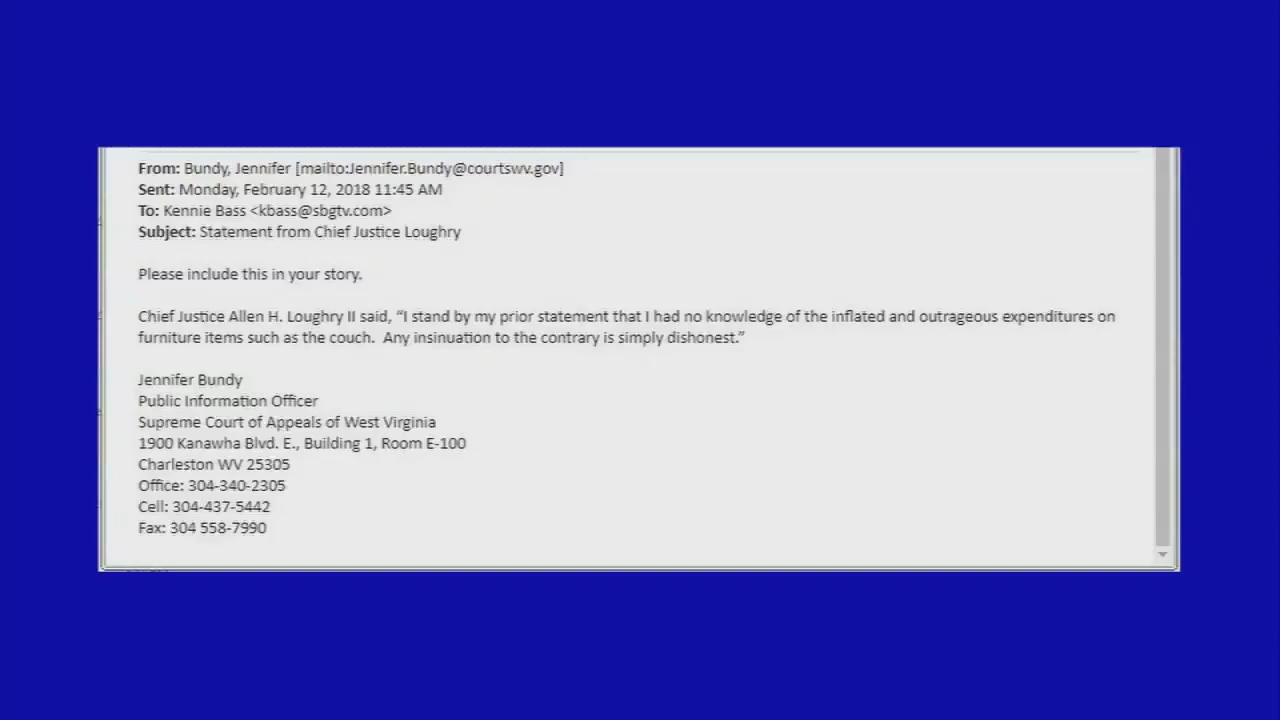 From: Bundy, Jennifer [mailto:Jennifer.Bundy@courtswv.gov]
Sent: Monday, February 12, 2018 11:45 AM
To: Kennie Bass <kbass@sbgtv.com>
Subject: Statement from Chief Justice Loughry
Please include this in your story.
Chief Justice Allen H. Loughry II said, “I stand by my prior statement that I had no knowledge of the inflated and outrageous expenditures on
furniture items such as the couch.  Any insinuation to the contrary is simply dishonest.”
Jennifer Bundy
Public Information Officer
Supreme Court of Appeals of West Virginia
1900 Kanawha Blvd. E., Building 1, Room E-100
Charleston WV 25305
Office: 304-340-2305
Cell: 304-437-5442
Fax: 304 558-7990